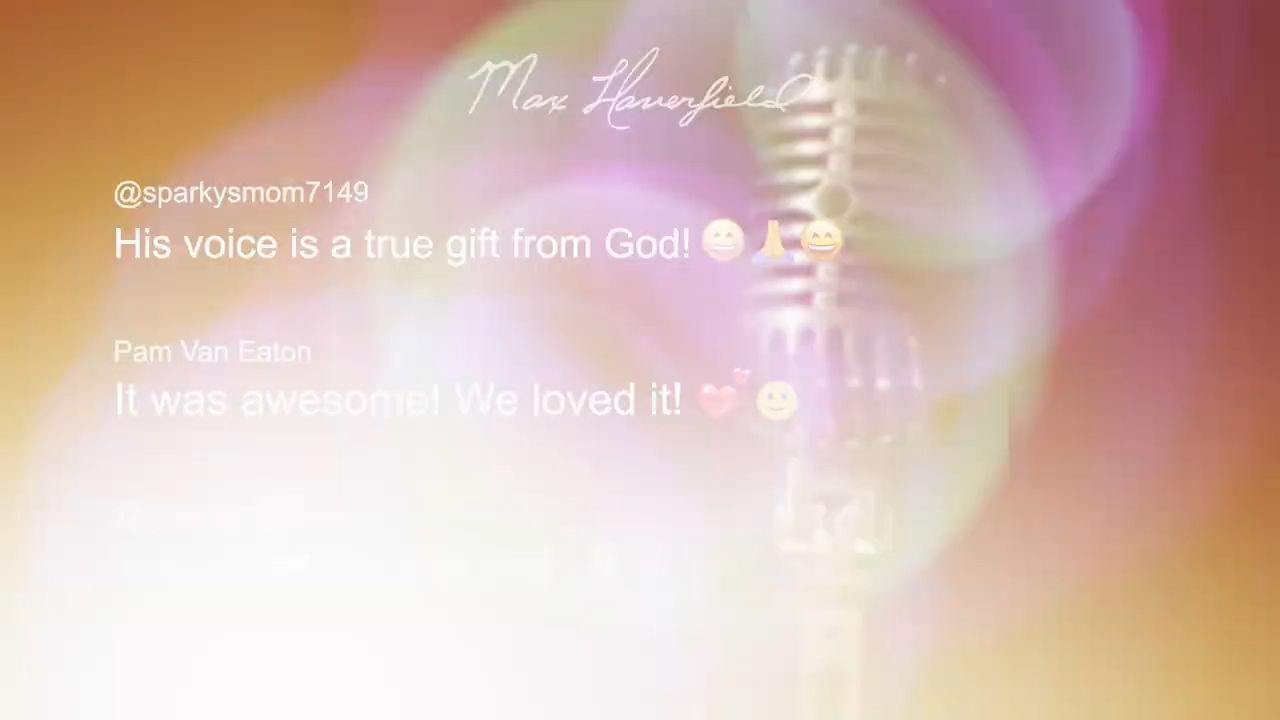 Max Haverfield
@sparkysmom7149
His voice is a true gift from God! 😄🙏😄
Pam Van Eaton
It was awesome! We loved it! 💕🙂